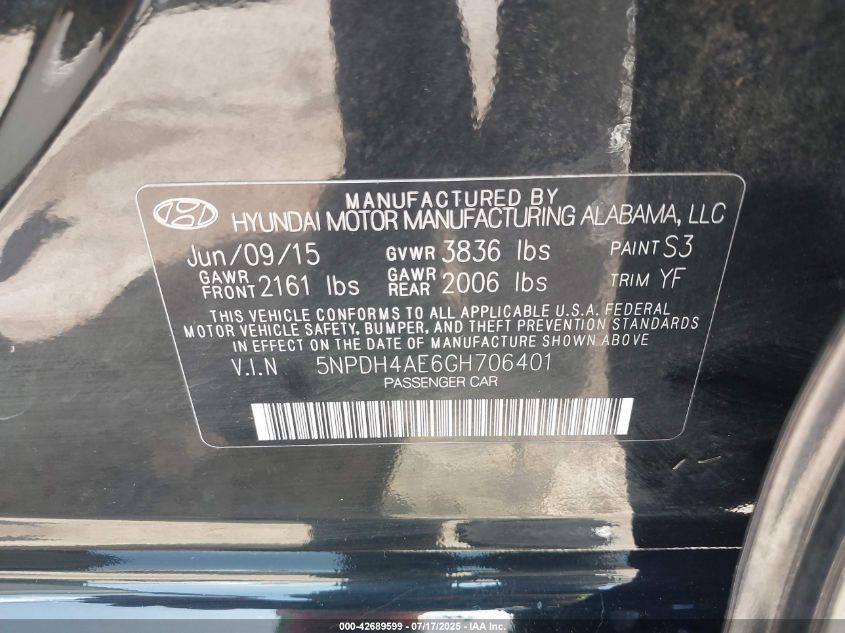 MANUFACTURED BY
HYUNDAI MOTOR MANUFACTURING ALABAMA, LLC
Jun/09/15 GVWR 3836 lbs PAINT S3
GAWR FRONT 2161 lbs GAWR REAR 2006 lbs TRIM YF
THIS VEHICLE CONFORMS TO ALL APPLICABLE U.S.A. FEDERAL
MOTOR VEHICLE SAFETY, BUMPER, AND THEFT PREVENTION STANDARDS
IN EFFECT ON THE DATE OF MANUFACTURE SHOWN ABOVE
V.I.N 5NPDH4AE6GH706401
PASSENGER CAR
000-42689599 - 07/17/2025 - IAA Inc.